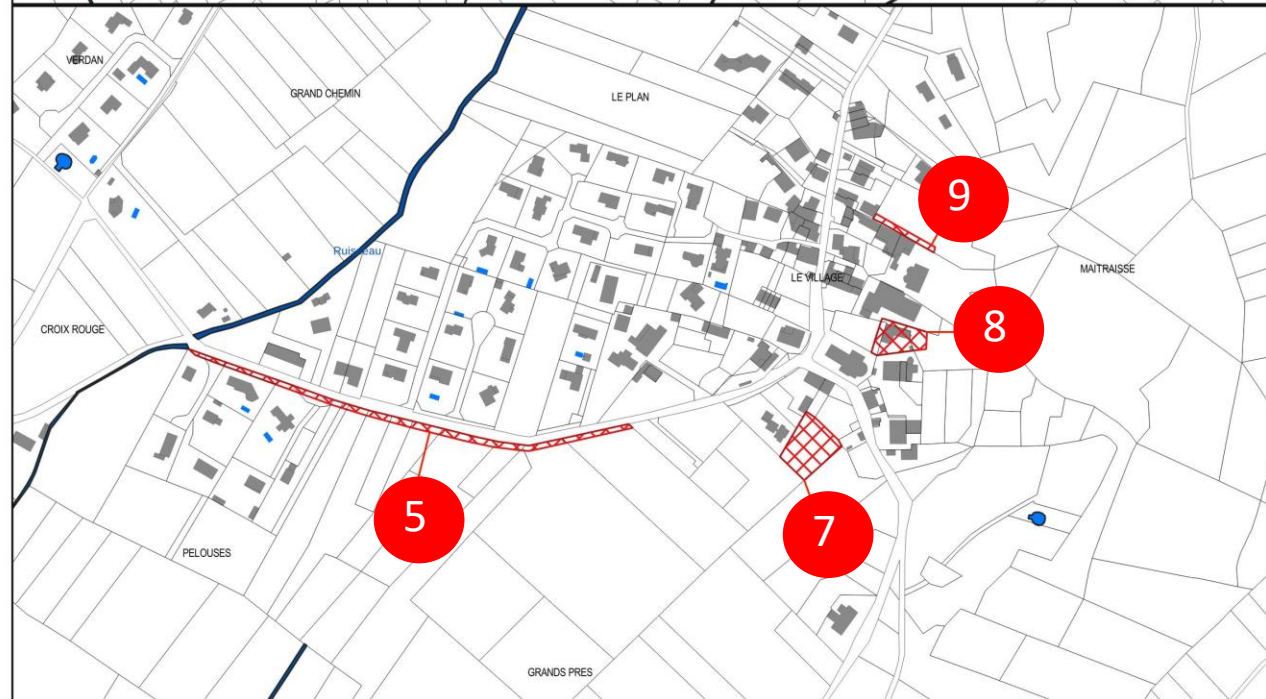 VERDAN
GRAND CHEMIN
LE PLAN
9
Ruisseau
LE VILLAGE
MAITRAISSE
CROIX ROUGE
8
5
7
PELOUSES
GRANDS PRES